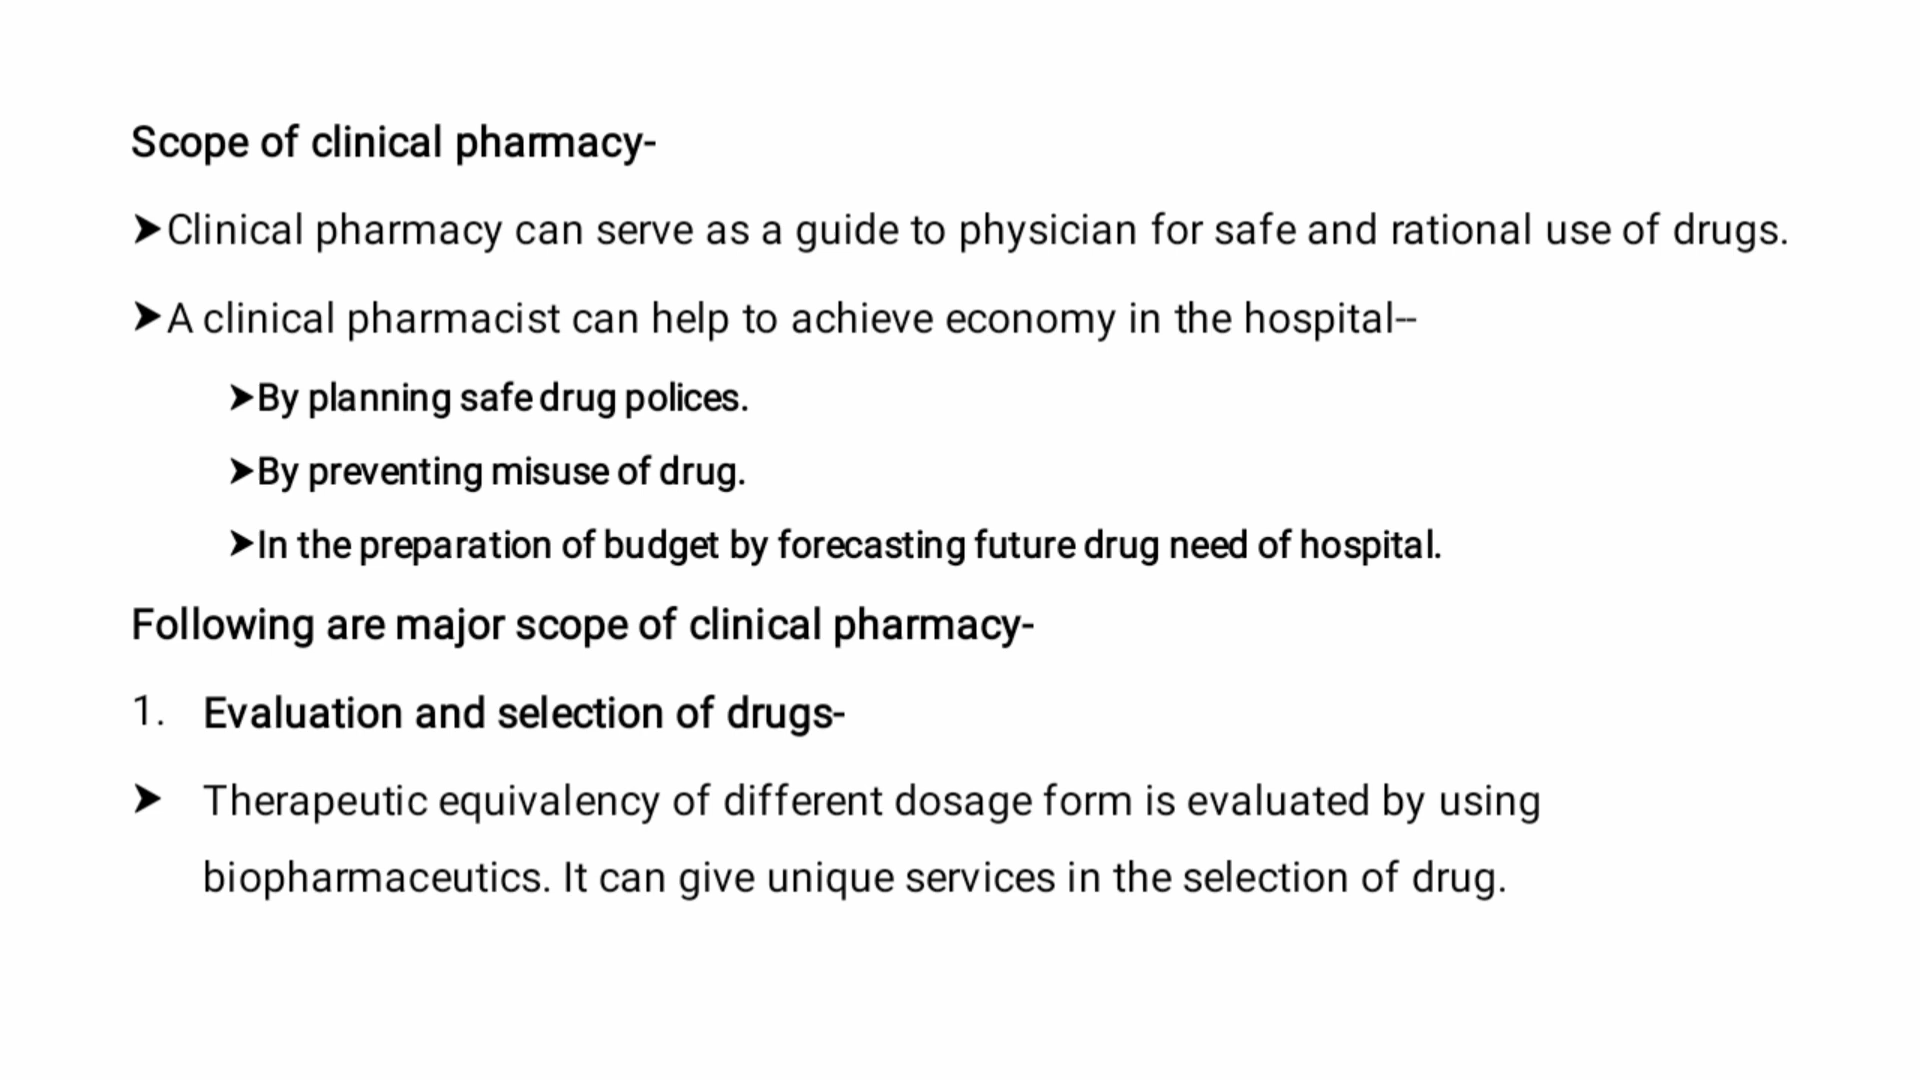 Scope of clinical pharmacy-
➤Clinical pharmacy can serve as a guide to physician for safe and rational use of drugs.
➤A clinical pharmacist can help to achieve economy in the hospital--
➤By planning safe drug polices.
➤By preventing misuse of drug.
➤In the preparation of budget by forecasting future drug need of hospital.
Following are major scope of clinical pharmacy-
1. Evaluation and selection of drugs-
➤ Therapeutic equivalency of different dosage form is evaluated by using
biopharmaceutics. It can give unique services in the selection of drug.